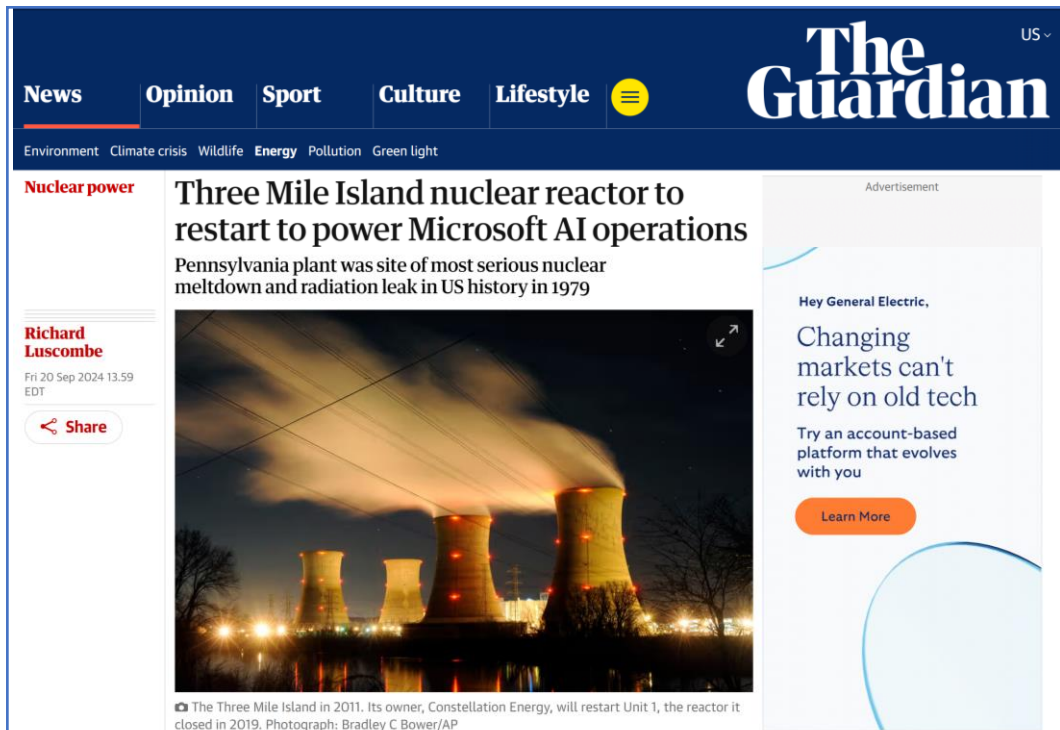 The
Guardian
US
News
Opinion
Sport
Culture
Lifestyle
Environment Climate crisis Wildlife Energy Pollution Green light
Nuclear power
Three Mile Island nuclear reactor to
restart to power Microsoft AI operations
Pennsylvania plant was site of most serious nuclear
meltdown and radiation leak in US history in 1979
Richard
Luscombe
Fri 20 Sep 2024 13.59
EDT
Share
The Three Mile Island in 2011. Its owner, Constellation Energy, will restart Unit 1, the reactor it
closed in 2019. Photograph: Bradley C Bower/AP
Advertisement
Hey General Electric,
Changing
markets can't
rely on old tech
Try an account-based
platform that evolves
with you
Learn More